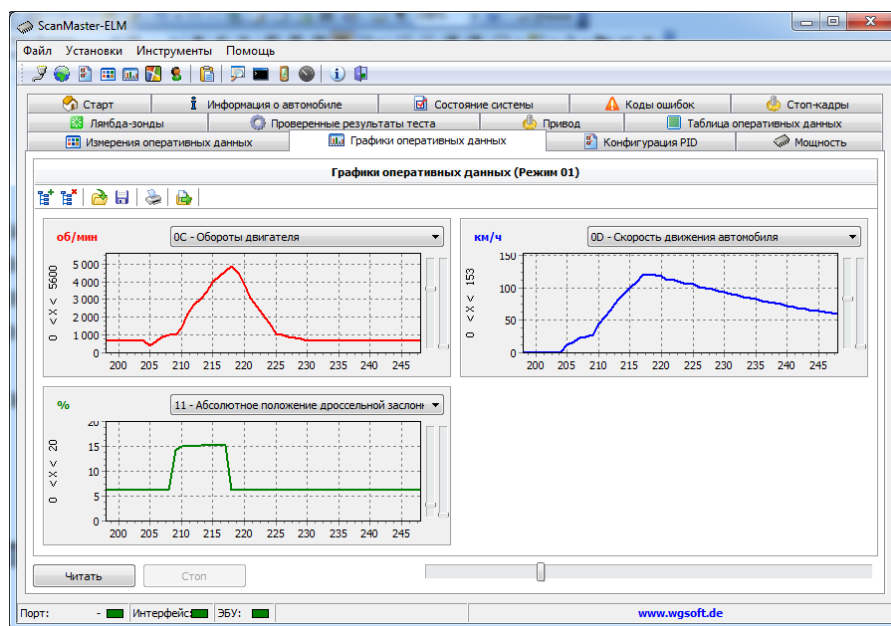 ScanMaster-ELM
Файл Установки Инструменты Помощь
Старт Информация о автомобиле Состояние системы Коды ошибок Стоп-кадры
Лямбда-зонды Проверенные результаты теста Привод Таблица оперативных данных
Измерения оперативных данных Графики оперативных данных Конфигурация PID Мощность
Графики оперативных данных (Режим 01)
об/мин 0C - Обороты двигателя
0 < X < 5600
5 000
4 000
3 000
2 000
1 000
0
200 205 210 215 220 225 230 235 240 245
км/ч 0D - Скорость движения автомобиля
0 < X < 153
150
100
50
0
200 205 210 215 220 225 230 235 240 245
% 11 - Абсолютное положение дроссельной заслонк
0 < X < 20
20
15
10
5
0
200 205 210 215 220 225 230 235 240 245
Читать Стоп
Порт: - Интерфейс: ЭБУ: www.wgsoft.de